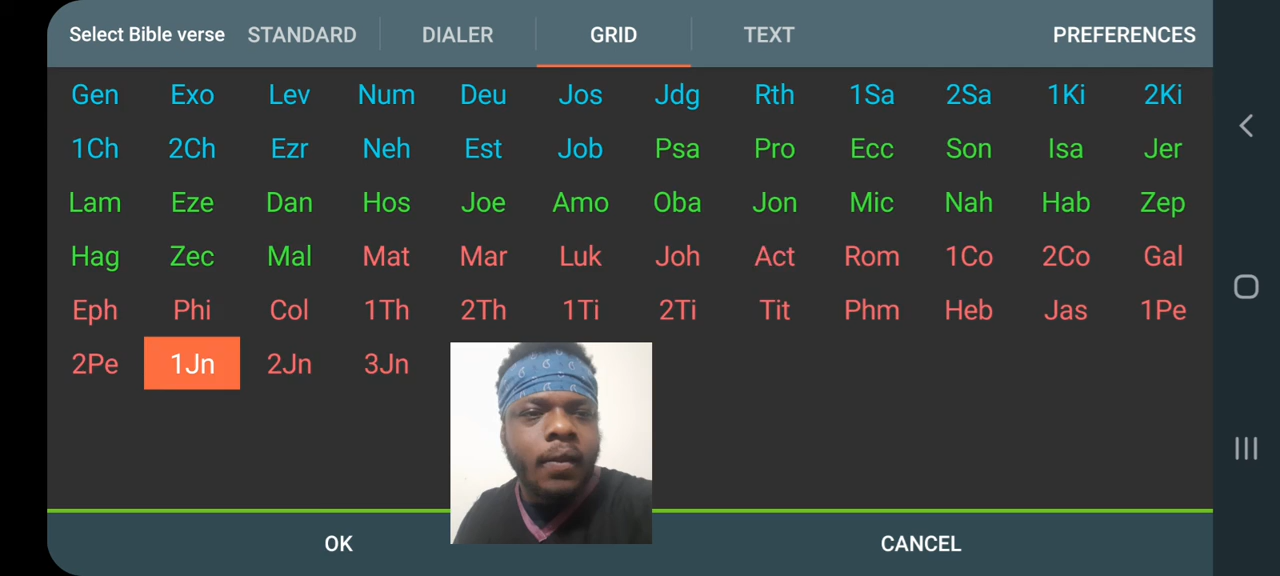 Select Bible verse STANDARD DIALER GRID TEXT PREFERENCES
Gen Exo Lev Num Deu Jos Jdg Rth 1Sa 2Sa 1Ki 2Ki
1Ch 2Ch Ezr Neh Est Job Psa Pro Ecc Son Isa Jer
Lam Eze Dan Hos Joe Amo Oba Jon Mic Nah Hab Zep
Hag Zec Mal Mat Mar Luk Joh Act Rom 1Co 2Co Gal
Eph Phi Col 1Th 2Th 1Ti 2Ti Tit Phm Heb Jas 1Pe
2Pe 1Jn 2Jn 3Jn
OK CANCEL